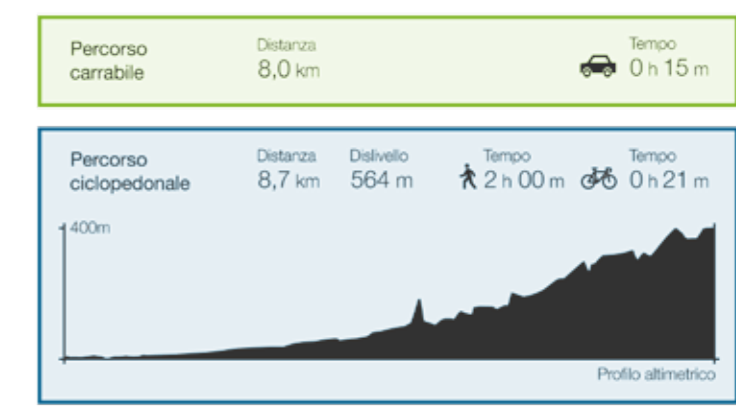 Percorso
carrabile
Distanza
8,0 km
Tempo
0 h 15 m
Percorso
ciclopedonale
Distanza
8,7 km
Dislivello
564 m
Tempo
2 h 00 m
Tempo
0 h 21 m
400m
Profilo altimetrico